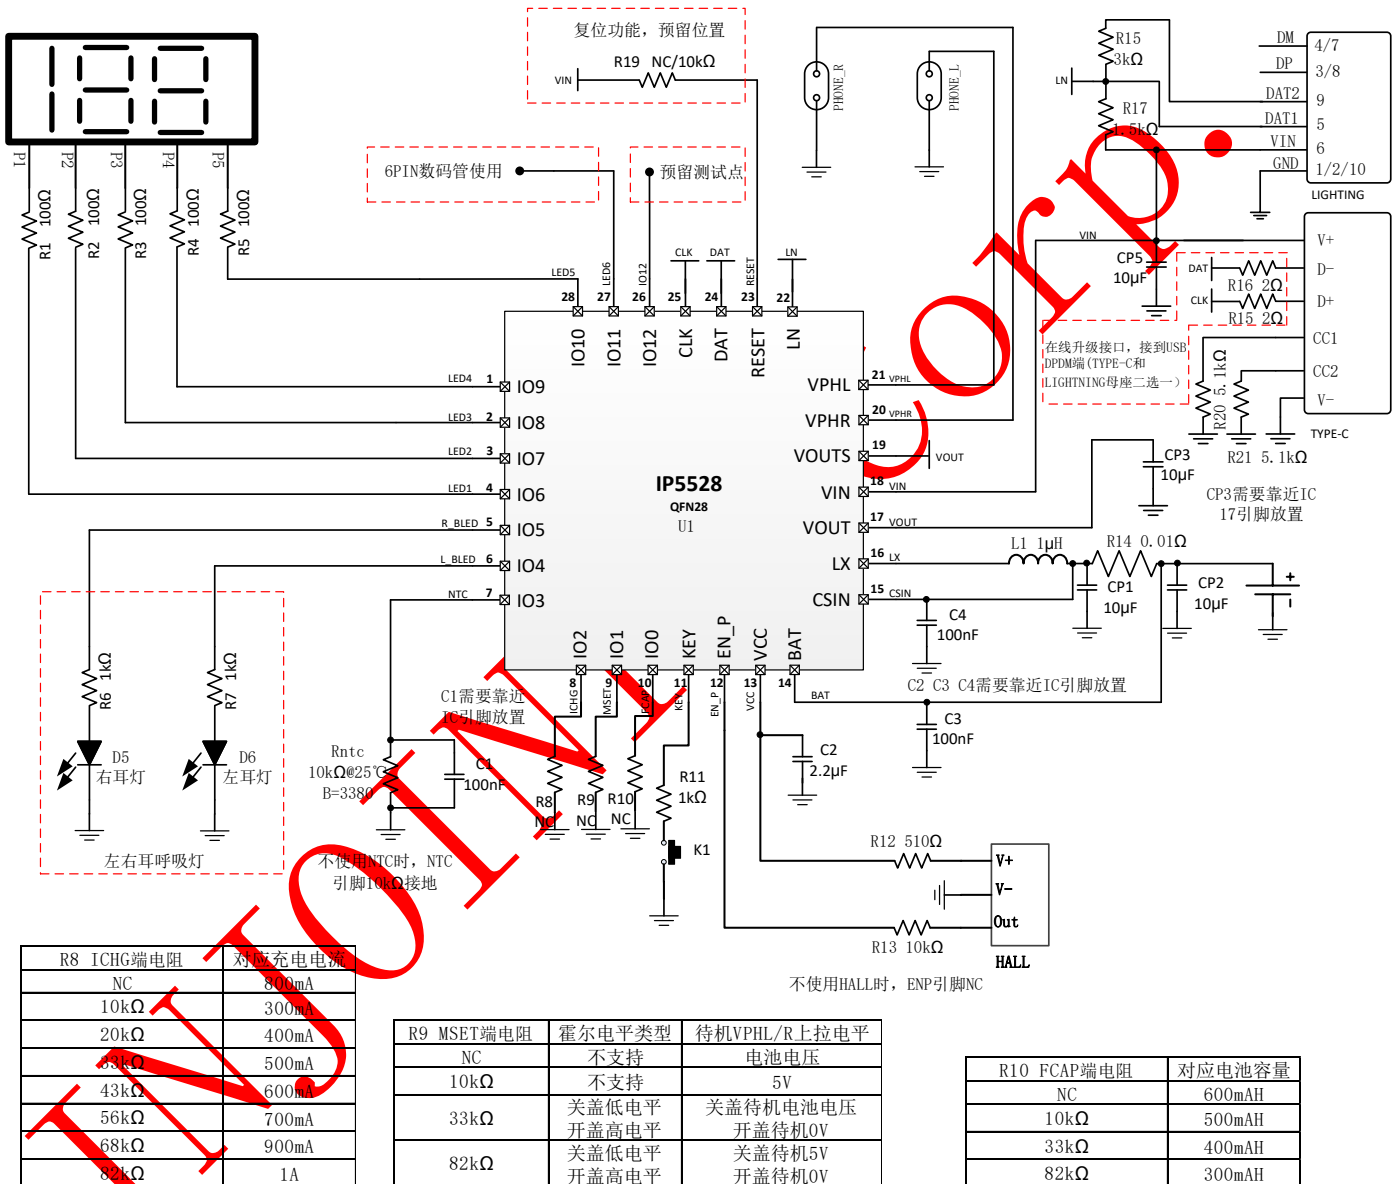 复位功能，预留位置
R19 NC/10kΩ
VIN
PHONE_R
PHONE_L
R15
3kΩ
LN
R17
1.5kΩ
DM 4/7
DP 3/8
DAT2 9
DAT1 5
VIN 6
GND 1/2/10
LIGHTING
P1
P2
P3
P4
P5
R1 100Ω
R2 100Ω
R3 100Ω
R4 100Ω
R5 100Ω
6PIN数码管使用
预留测试点
VIN
CP5
10μF
V+
DAT
R16 2Ω
D-
CLK
R15 2Ω
D+
CC1
CC2
V-
TYPE-C
在线升级接口，接到USB
DPDM端(TYPE-C和
LIGHTNING母座二选一)
R20 5.1kΩ
R21 5.1kΩ
LED5
LED6
IO12
CLK
DAT
RESET
LN
28
27
26
25
24
23
22
IO10
IO11
IO12
CLK
DAT
RESET
LN
LED4 1 IO9
LED3 2 IO8
LED2 3 IO7
LED1 4 IO6
R_BLED 5 IO5
L_BLED 6 IO4
NTC 7 IO3
IP5528
QFN28
U1
VPHL 21 VPHL
VPHR 20 VPHR
VOUTS 19 VOUT
VIN 18 VIN
VOUT 17 VOUT
LX 16 LX
CSIN 15 CSIN
CP3
10μF
CP3需要靠近IC
17引脚放置
L1 1μH
R14 0.01Ω
CP1
10μF
CP2
10μF
+
-
C4
100nF
IO2
IO1
IO0
KEY
EN_P
VCC
BAT
8
9
10
11
12
13
14
ICHG
MSET
FCAP
KEY
EN_P
VCC
BAT
C2 C3 C4需要靠近IC引脚放置
C3
100nF
C2
2.2μF
C1需要靠近
IC引脚放置
R6 1kΩ
R7 1kΩ
D5
右耳灯
D6
左耳灯
左右耳呼吸灯
Rntc
10kΩ@25℃
B=3380
C1
100nF
不使用NTC时，NTC
引脚10kΩ接地
R8
NC
R9
NC
R10
NC
R11
1kΩ
K1
R12 510Ω
R13 10kΩ
V+
V-
Out
HALL
不使用HALL时，ENP引脚NC
R8 ICHG端电阻 对应充电电流
NC 800mA
10kΩ 300mA
20kΩ 400mA
33kΩ 500mA
43kΩ 600mA
56kΩ 700mA
68kΩ 900mA
82kΩ 1A
R9 MSET端电阻 霍尔电平类型 待机VPHL/R上拉电平
NC 不支持 电池电压
10kΩ 不支持 5V
33kΩ 关盖低电平 关盖待机电池电压
开盖高电平 开盖待机0V
82kΩ 关盖低电平 关盖待机5V
开盖高电平 开盖待机0V
R10 FCAP端电阻 对应电池容量
NC 600mAH
10kΩ 500mAH
33kΩ 400mAH
82kΩ 300mAH
INJOINIC Corp.